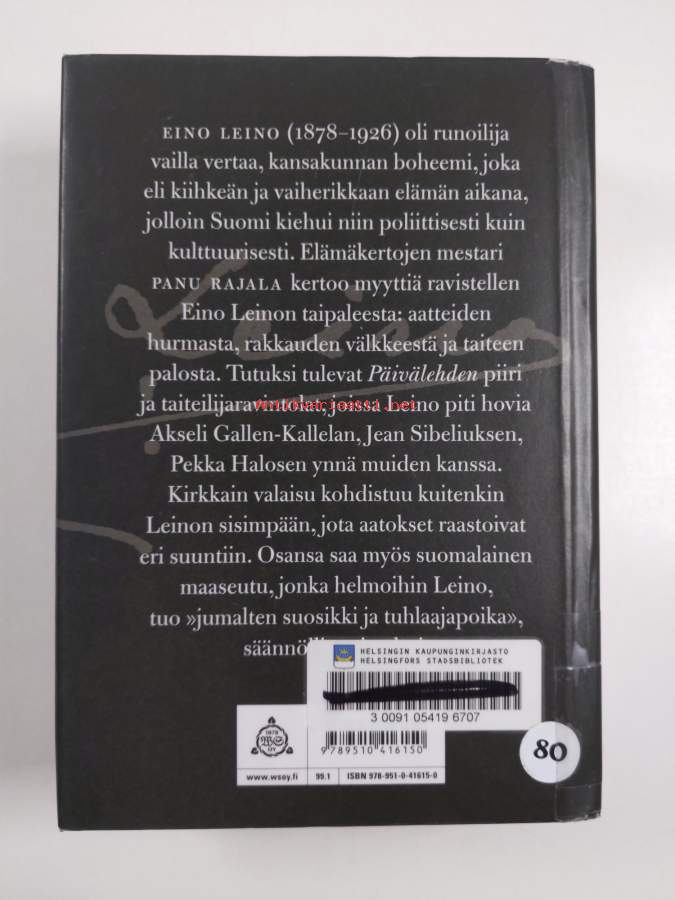 EINO LEINO (1878–1926) oli runoilija
vailla vertaa, kansakunnan boheemi, joka
eli kiihkeän ja vaiherikkaan elämän aikana,
jolloin Suomi kiehui niin poliittisesti kuin
kulttuurisesti. Elämäkertojen mestari
PANU RAJALA kertoo myyttiä ravistellen
Eino Leinon taipaleesta: aatteiden
hurmasta, rakkauden välkkeestä ja taiteen
palosta. Tutuksi tulevat Päivälehden piiri
ja taiteilijaravintolat, joissa Leino piti hovia
Akseli Gallen-Kallelan, Jean Sibeliuksen,
Pekka Halosen ynnä muiden kanssa.
Kirkkain valaisu kohdistuu kuitenkin
Leinon sisimpään, jota aatokset raastoivat
eri suuntiin. Osansa saa myös suomalainen
maaseutu, jonka helmoihin Leino,
tuo »jumalten suosikki ja tuhlaajapoika»,
HELSINGIN KAUPUNGINKIRJASTO
HELSINGFORS STADSBIBLIOTEK
3 0091 05419 6707
1878
WS
OY
9789510416150
80
www.wsoy.fi 99.1 ISBN 978-951-0-41615-0
Leino